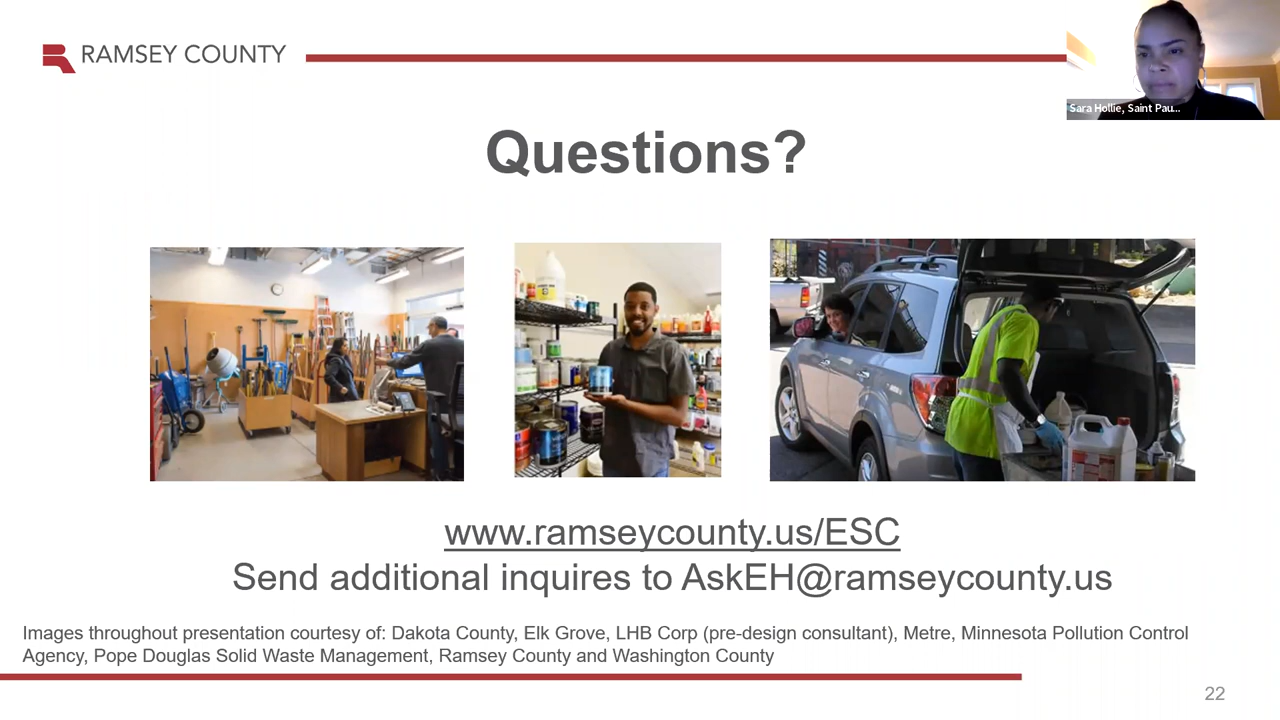 RAMSEY COUNTY
Sara Hollie, Saint Pau...
Questions?
www.ramseycounty.us/ESC
Send additional inquires to AskEH@ramseycounty.us
Images throughout presentation courtesy of: Dakota County, Elk Grove, LHB Corp (pre-design consultant), Metre, Minnesota Pollution Control
Agency, Pope Douglas Solid Waste Management, Ramsey County and Washington County
22